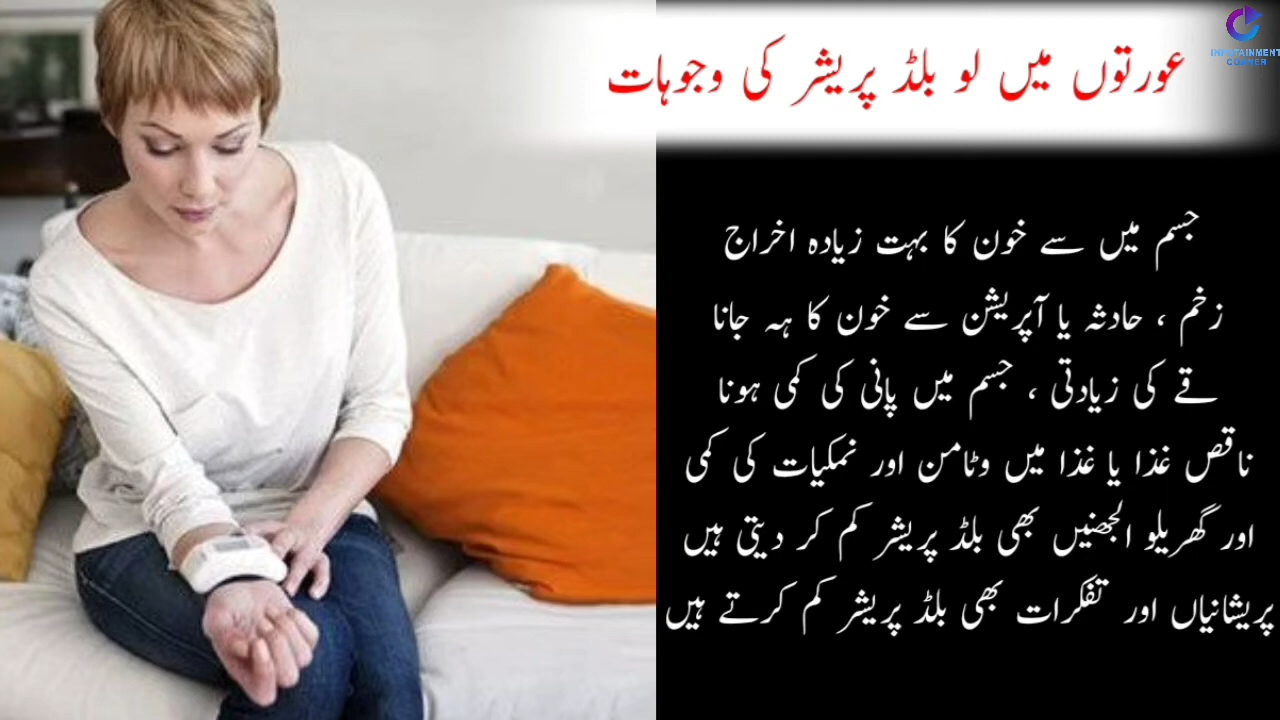 عورتوں میں لو بلڈ پریشر کی وجوہات
INFOTAINMENT
CORNER
جسم میں سے خون کا بہت زیادہ اخراج
زخم ، حادثہ یا آپریشن سے خون کا بہہ جانا
قے کی زیادتی ، جسم میں پانی کی کمی ہونا
ناقص غذا یا غذا میں وٹامن اور نمکیات کی کمی
اور گھریلو الجھنیں بھی بلڈ پریشر کم کر دیتی ہیں
پریشانیاں اور تفکرات بھی بلڈ پریشر کم کرتے ہیں